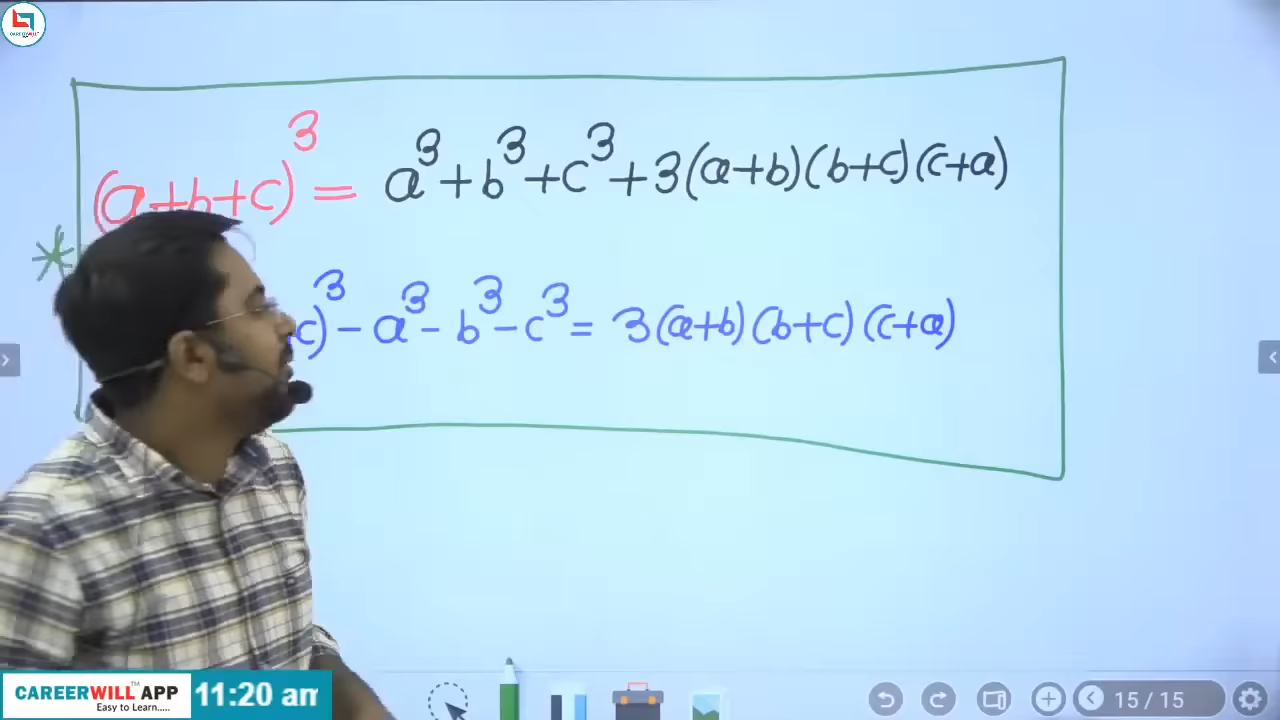 CAREERWILL
(a+b+c)³ = a³+b³+c³+3(a+b)(b+c)(c+a)
c)³ - a³ - b³ - c³ = 3(a+b)(b+c)(c+a)
CAREERWILL™ APP
Easy to Learn.....
11:20 am
15 / 15